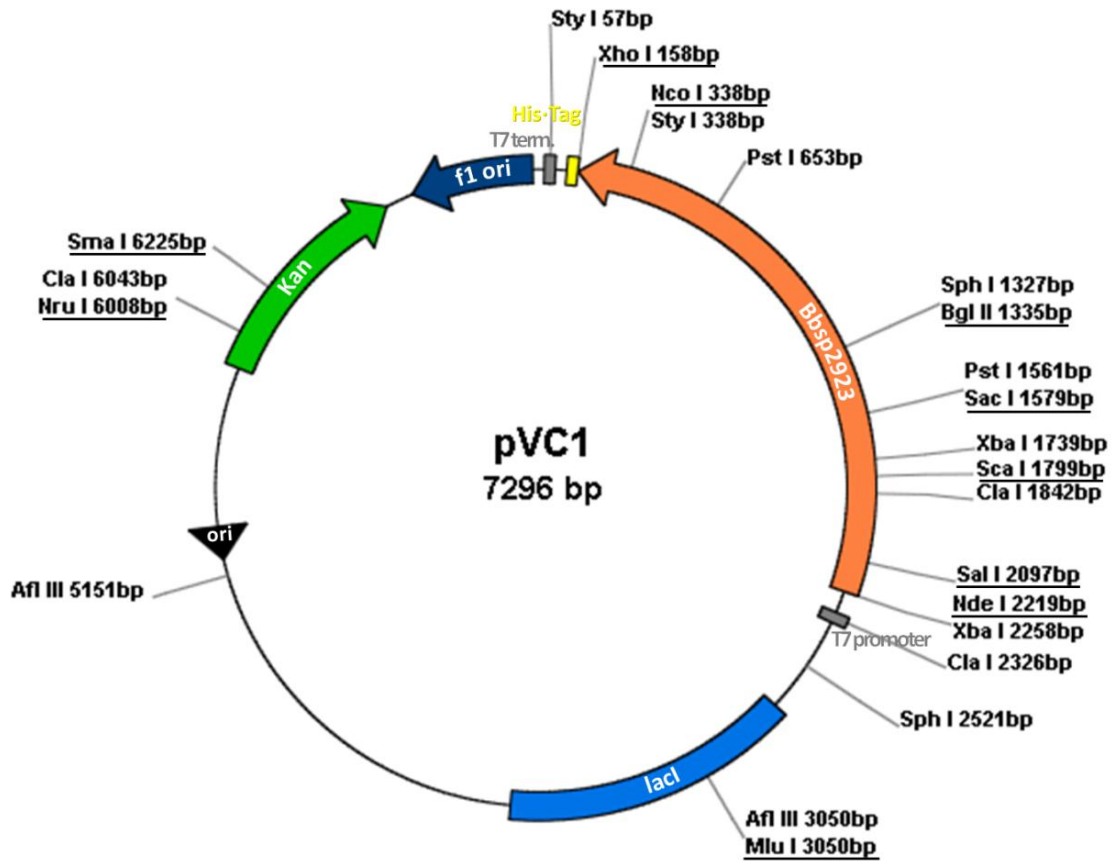 Sty I 57bp
Xho I 158bp
Nco I 338bp
Sty I 338bp
His·Tag
T7 term.
Pst I 653bp
f1 ori
Kan
Sma I 6225bp
Cla I 6043bp
Nru I 6008bp
Sph I 1327bp
Bgl II 1335bp
Bbsp2923
Pst I 1561bp
Sac I 1579bp
pVC1
7296 bp
Xba I 1739bp
Sca I 1799bp
Cla I 1842bp
ori
Afl III 5151bp
Sal I 2097bp
Nde I 2219bp
Xba I 2258bp
T7 promoter
Cla I 2326bp
Sph I 2521bp
lacI
Afl III 3050bp
Mlu I 3050bp